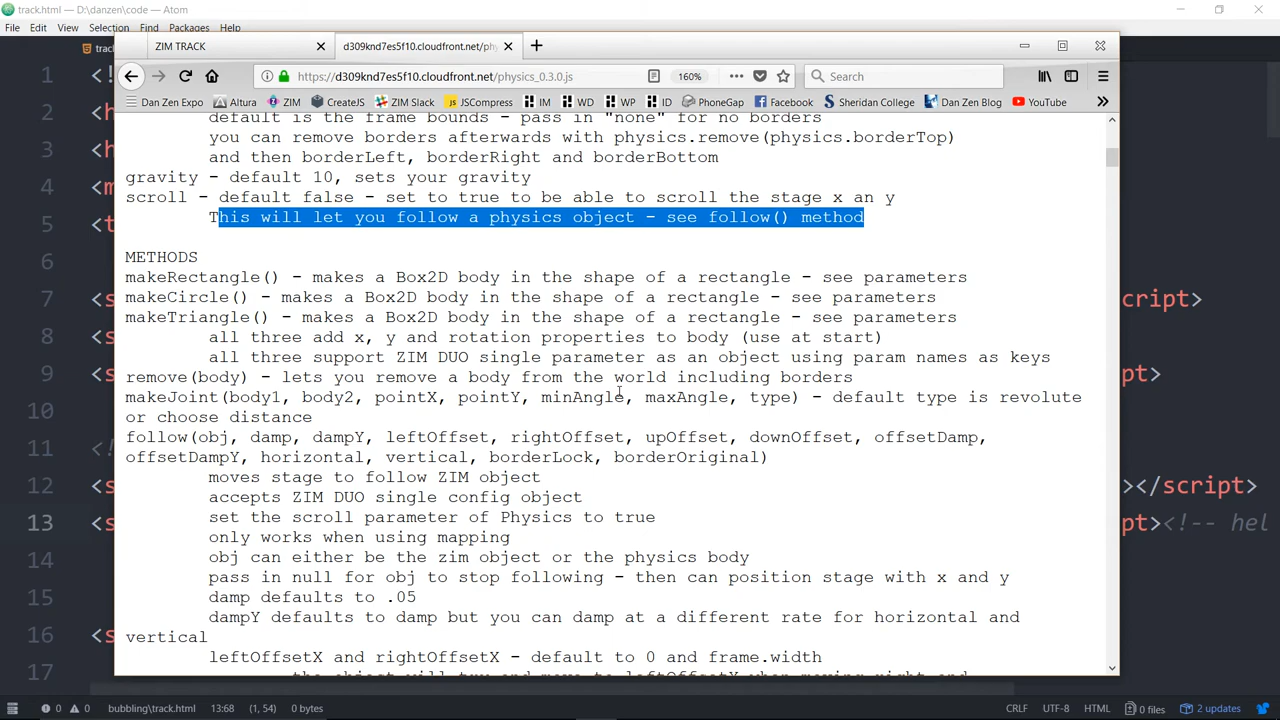 track.html — D:\danzen\code — Atom
File Edit View Selection Find Packages Help
ZIM TRACK
d309knd7es5f10.cloudfront.net/phy
https://d309knd7es5f10.cloudfront.net/physics_0.3.0.js
160%
Search
Dan Zen Expo Altura ZIM CreateJS ZIM Slack JSCompress IM WD WP ID PhoneGap Facebook Sheridan College Dan Zen Blog YouTube
default is the frame bounds - pass in "none" for no borders
you can remove borders afterwards with physics.remove(physics.borderTop)
and then borderLeft, borderRight and borderBottom
gravity - default 10, sets your gravity
scroll - default false - set to true to be able to scroll the stage x an y
This will let you follow a physics object - see follow() method
METHODS
makeRectangle() - makes a Box2D body in the shape of a rectangle - see parameters
makeCircle() - makes a Box2D body in the shape of a rectangle - see parameters
makeTriangle() - makes a Box2D body in the shape of a rectangle - see parameters
all three add x, y and rotation properties to body (use at start)
all three support ZIM DUO single parameter as an object using param names as keys
remove(body) - lets you remove a body from the world including borders
makeJoint(body1, body2, pointX, pointY, minAngle, maxAngle, type) - default type is revolute
or choose distance
follow(obj, damp, dampY, leftOffset, rightOffset, upOffset, downOffset, offsetDamp,
offsetDampY, horizontal, vertical, borderLock, borderOriginal)
moves stage to follow ZIM object
accepts ZIM DUO single config object
set the scroll parameter of Physics to true
only works when using mapping
obj can either be the zim object or the physics body
pass in null for obj to stop following - then can position stage with x and y
damp defaults to .05
dampY defaults to damp but you can damp at a different rate for horizontal and
vertical
leftOffsetX and rightOffsetX - default to 0 and frame.width
track
1 <!
2 <h
3 <h
4 <m
5 <t
6
7 <s cript>
8 <s
9 <s pt>
10
11 <!
12 <s ></script>
13 <s pt><!-- hel
14
15
16 <s
17
0 0 bubbling\track.html 13:68 (1, 54) 0 bytes CRLF UTF-8 HTML 0 files 2 updates